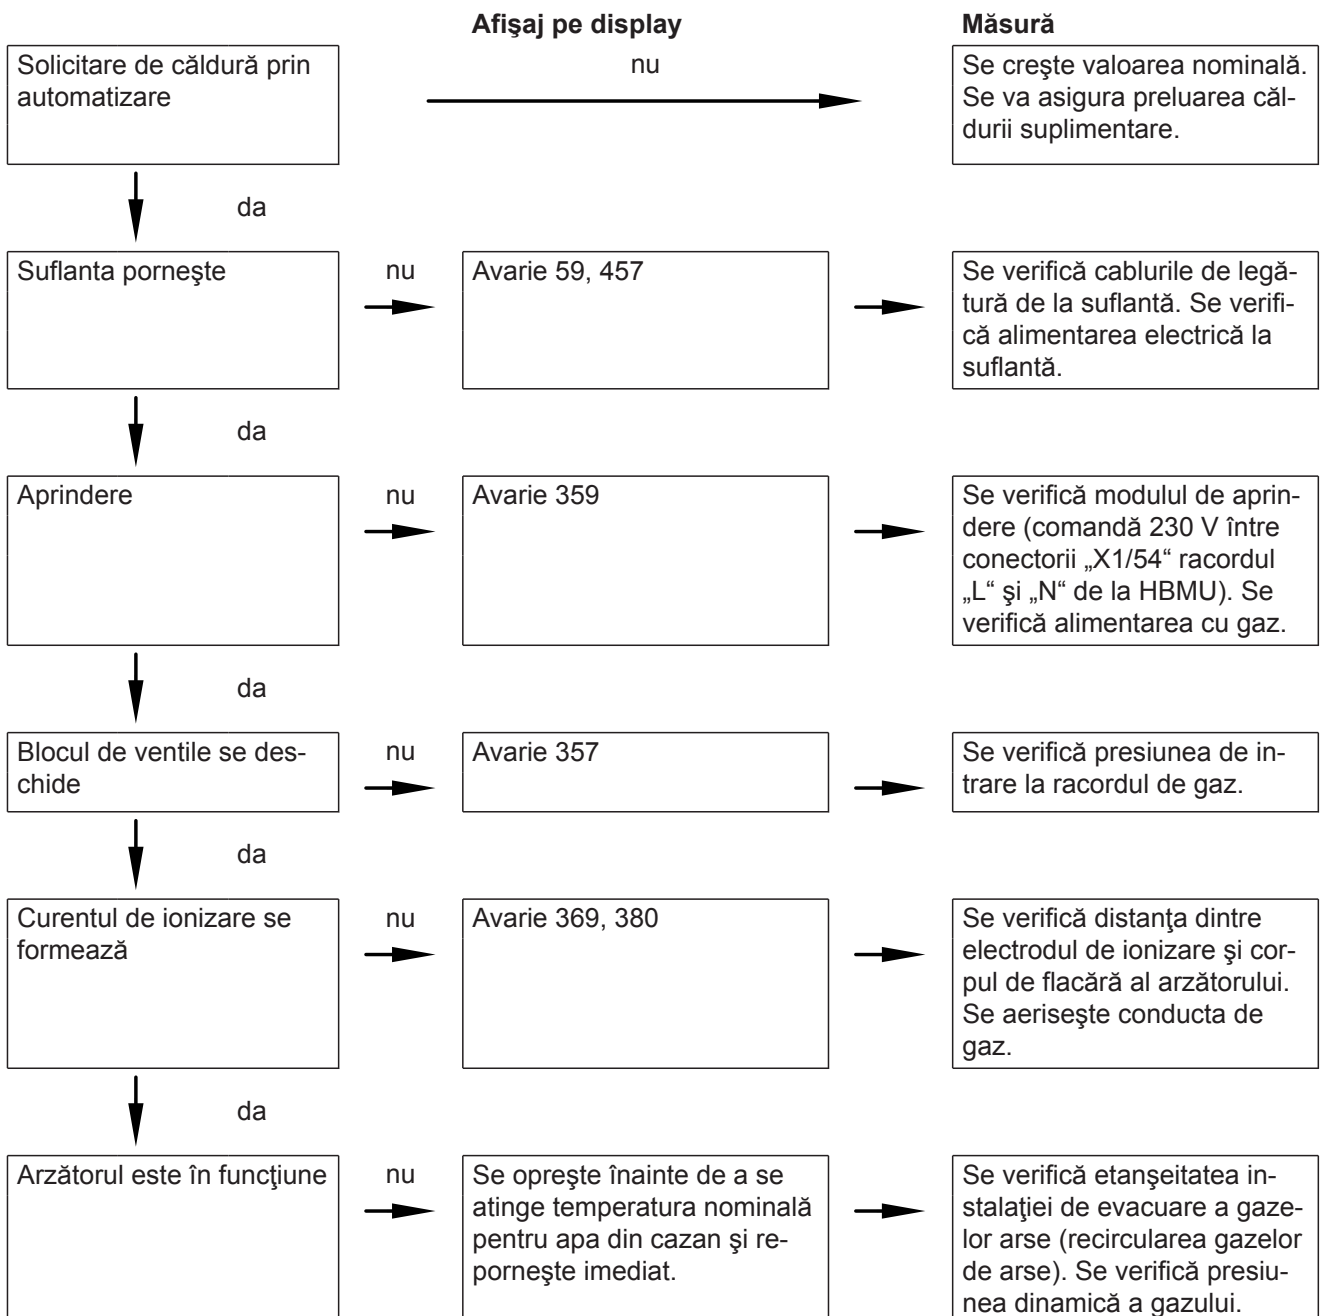 Afişaj pe display
Măsură
Solicitare de căldură prin
automatizare
nu
Se creşte valoarea nominală.
Se va asigura preluarea căl-
durii suplimentare.
da
Suflanta porneşte
nu
Avarie 59, 457
Se verifică cablurile de legă-
tură de la suflantă. Se verifi-
că alimentarea electrică la
suflantă.
da
Aprindere
nu
Avarie 359
Se verifică modulul de aprin-
dere (comandă 230 V între
conectorii „X1/54“ racordul
„L“ şi „N“ de la HBMU). Se
verifică alimentarea cu gaz.
da
Blocul de ventile se des-
chide
nu
Avarie 357
Se verifică presiunea de in-
trare la racordul de gaz.
da
Curentul de ionizare se
formează
nu
Avarie 369, 380
Se verifică distanţa dintre
electrodul de ionizare şi cor-
pul de flacără al arzătorului.
Se aeriseşte conducta de
gaz.
da
Arzătorul este în funcţiune
nu
Se opreşte înainte de a se
atinge temperatura nominală
pentru apa din cazan şi re-
porneşte imediat.
Se verifică etanşeitatea in-
stalaţiei de evacuare a gaze-
lor arse (recircularea gazelor
de arse). Se verifică presiu-
nea dinamică a gazului.